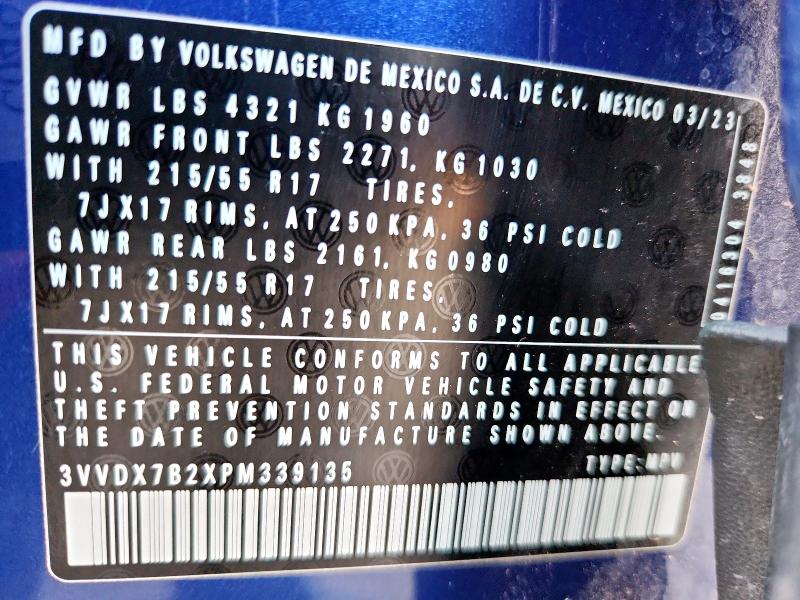 MFD BY VOLKSWAGEN DE MEXICO S.A. DE C.V. MEXICO 03/23
GVWR LBS 4321 KG 1960
GAWR FRONT LBS 2271, KG 1030
WITH 215/55 R17 TIRES,
7JX17 RIMS, AT 250 KPA, 36 PSI COLD
GAWR REAR LBS 2161, KG 0980
WITH 215/55 R17 TIRES,
7JX17 RIMS, AT 250 KPA, 36 PSI COLD
THIS VEHICLE CONFORMS TO ALL APPLICABLE
U.S. FEDERAL MOTOR VEHICLE SAFETY AND
THEFT PREVENTION STANDARDS IN EFFECT ON
THE DATE OF MANUFACTURE SHOWN ABOVE.
3VVDX7B2XPM339135
TYPE:MPV
3848